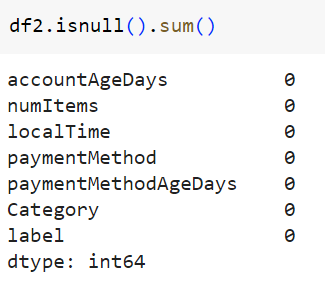 df2.isnull().sum()
accountAgeDays 0
numItems 0
localTime 0
paymentMethod 0
paymentMethodAgeDays 0
Category 0
label 0
dtype: int64